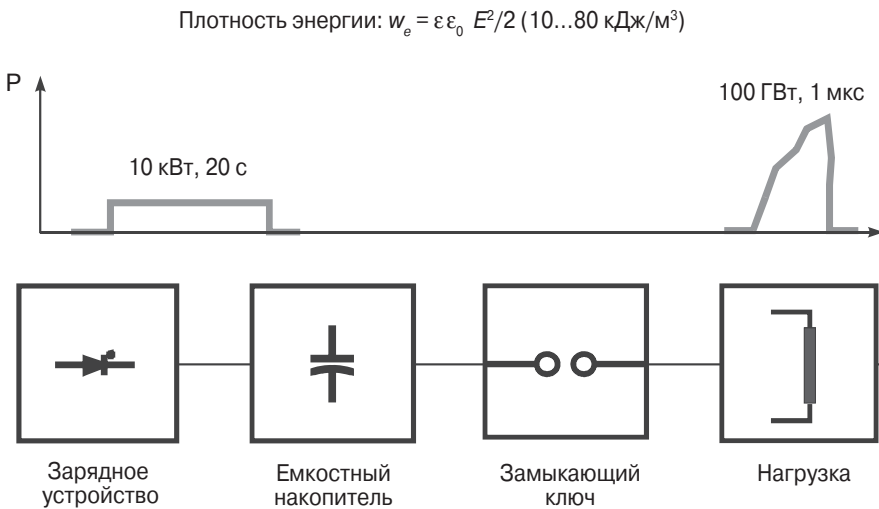 Плотность энергии: wₑ = εε₀ E²/2 (10...80 кДж/м³)
P
100 ГВт, 1 мкс
10 кВт, 20 с
Зарядное
устройство
Емкостный
накопитель
Замыкающий
ключ
Нагрузка